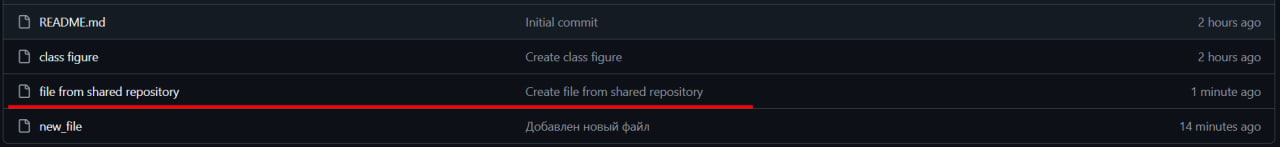 README.md Initial commit 2 hours ago
class figure Create class figure 2 hours ago
file from shared repository Create file from shared repository 1 minute ago
new_file Добавлен новый файл 14 minutes ago